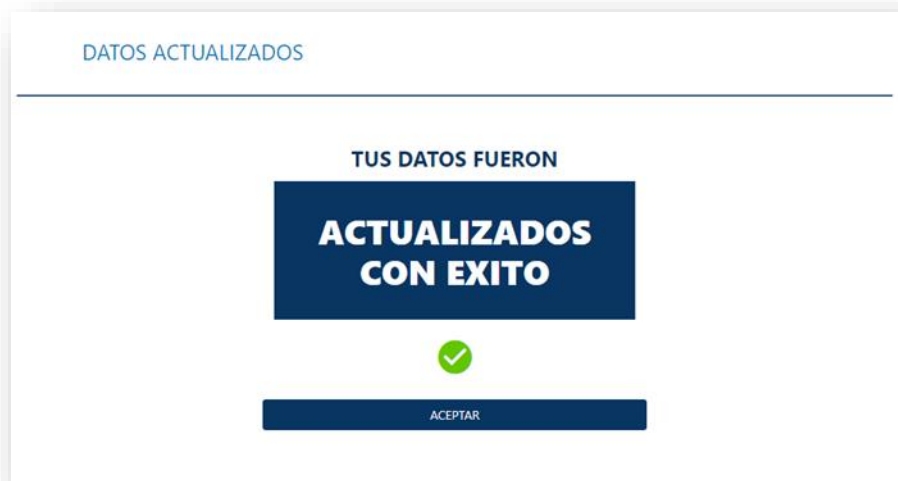 DATOS ACTUALIZADOS
TUS DATOS FUERON
ACTUALIZADOS
CON EXITO
ACEPTAR